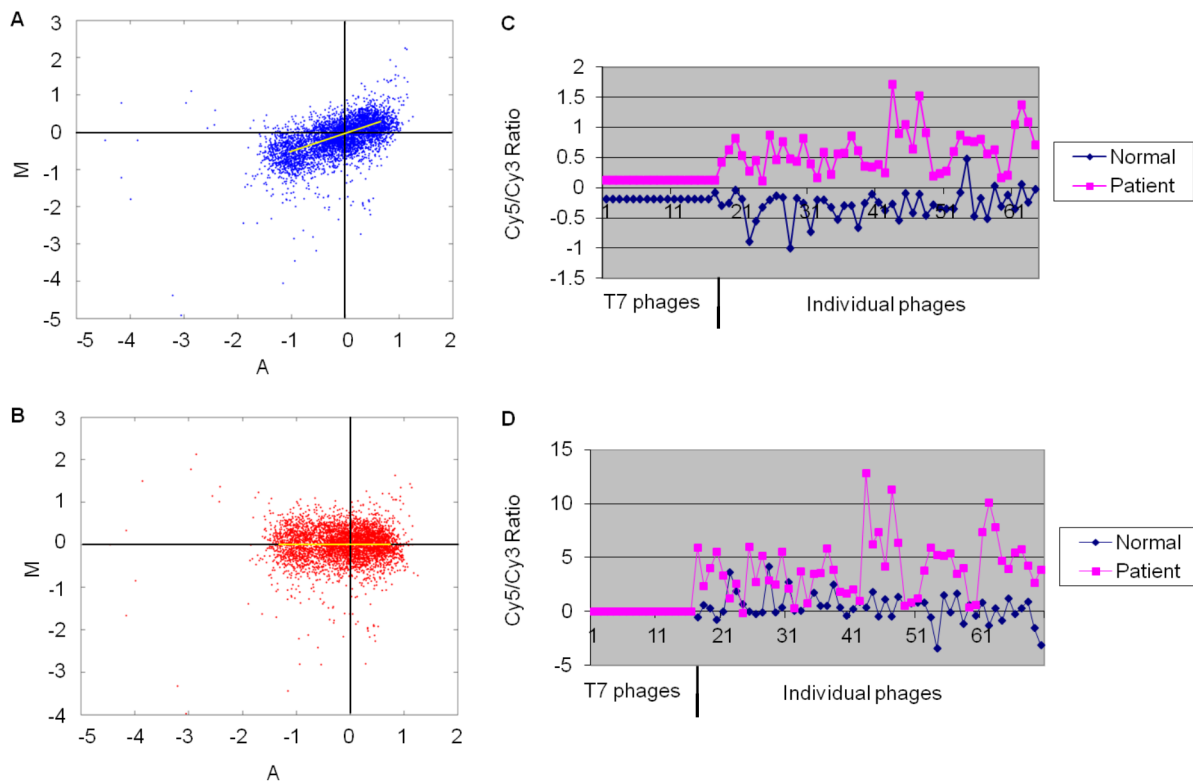 A
3
2
1
0
-1
-2
-3
-4
-5
M
-5 -4 -3 -2 -1 0 1 2
A
B
3
2
1
0
-1
-2
-3
-4
M
-5 -4 -3 -2 -1 0 1 2
A
C
2
1.5
1
0.5
0
-0.5
-1
-1.5
Cy5/Cy3 Ratio
1 11 21 31 41 51 61
T7 phages
Individual phages
Normal
Patient
D
15
10
5
0
-5
Cy5/Cy3 Ratio
1 11 21 31 41 51 61
T7 phages
Individual phages
Normal
Patient